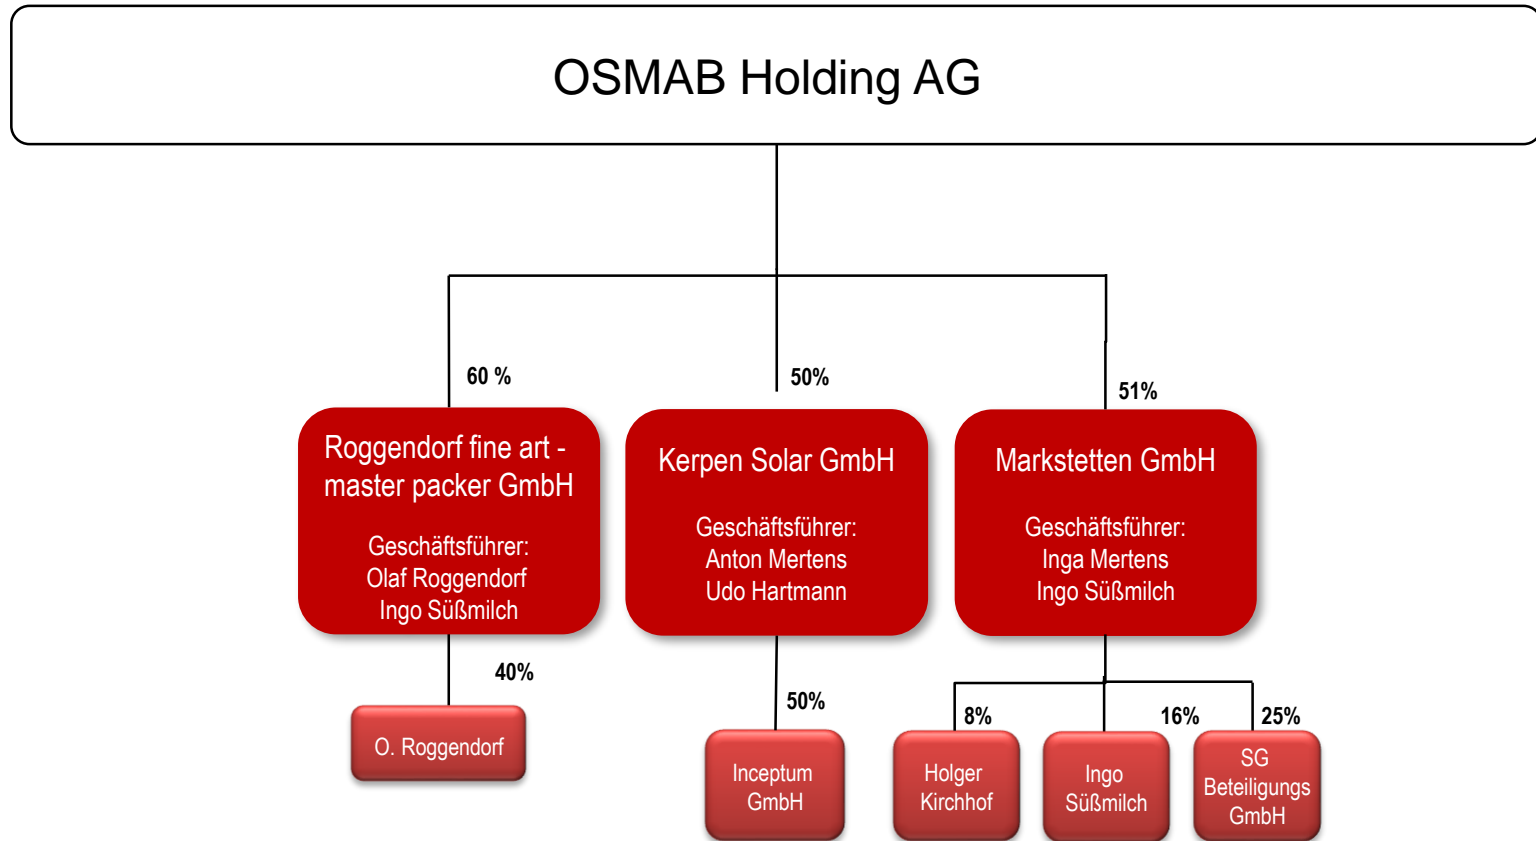 OSMAB Holding AG
60 %
50%
51%
Roggendorf fine art -
master packer GmbH
Geschäftsführer:
Olaf Roggendorf
Ingo Süßmilch
Kerpen Solar GmbH
Geschäftsführer:
Anton Mertens
Udo Hartmann
Markstetten GmbH
Geschäftsführer:
Inga Mertens
Ingo Süßmilch
40%
50%
8%
16%
25%
O. Roggendorf
Inceptum
GmbH
Holger
Kirchhof
Ingo
Süßmilch
SG
Beteiligungs
GmbH